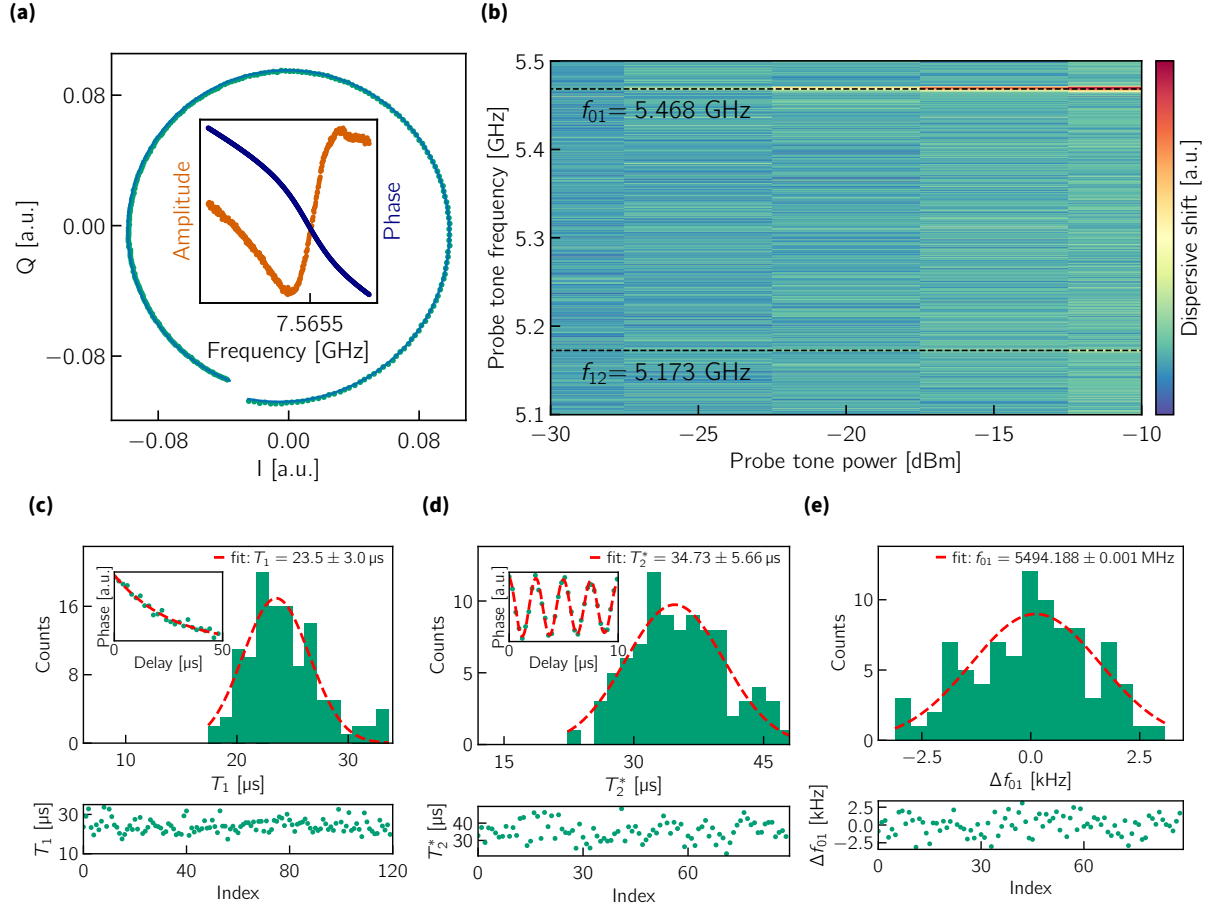 (a)
Q [a.u.]
0.08
0.00
−0.08
−0.08
0.00
0.08
I [a.u.]
Amplitude
Phase
7.5655
Frequency [GHz]
(b)
Probe tone frequency [GHz]
5.5
5.4
5.3
5.2
5.1
f01= 5.468 GHz
f12= 5.173 GHz
−30
−25
−20
−15
−10
Probe tone power [dBm]
Dispersive shift [a.u.]
(c)
fit: T1 = 23.5 ± 3.0 µs
Counts
16
8
0
Phase [a.u.]
0
50
Delay [µs]
10
20
30
T1 [µs]
T1 [µs]
30
10
0
40
80
120
Index
(d)
fit: T2* = 34.73 ± 5.66 µs
Counts
10
5
0
Phase [a.u.]
0
10
Delay [µs]
15
30
45
T2* [µs]
T2* [µs]
40
30
0
30
60
Index
(e)
fit: f01 = 5494.188 ± 0.001 MHz
Counts
10
5
0
−2.5
0.0
2.5
Δf01 [kHz]
Δf01 [kHz]
2.5
0.0
−2.5
0
30
60
Index